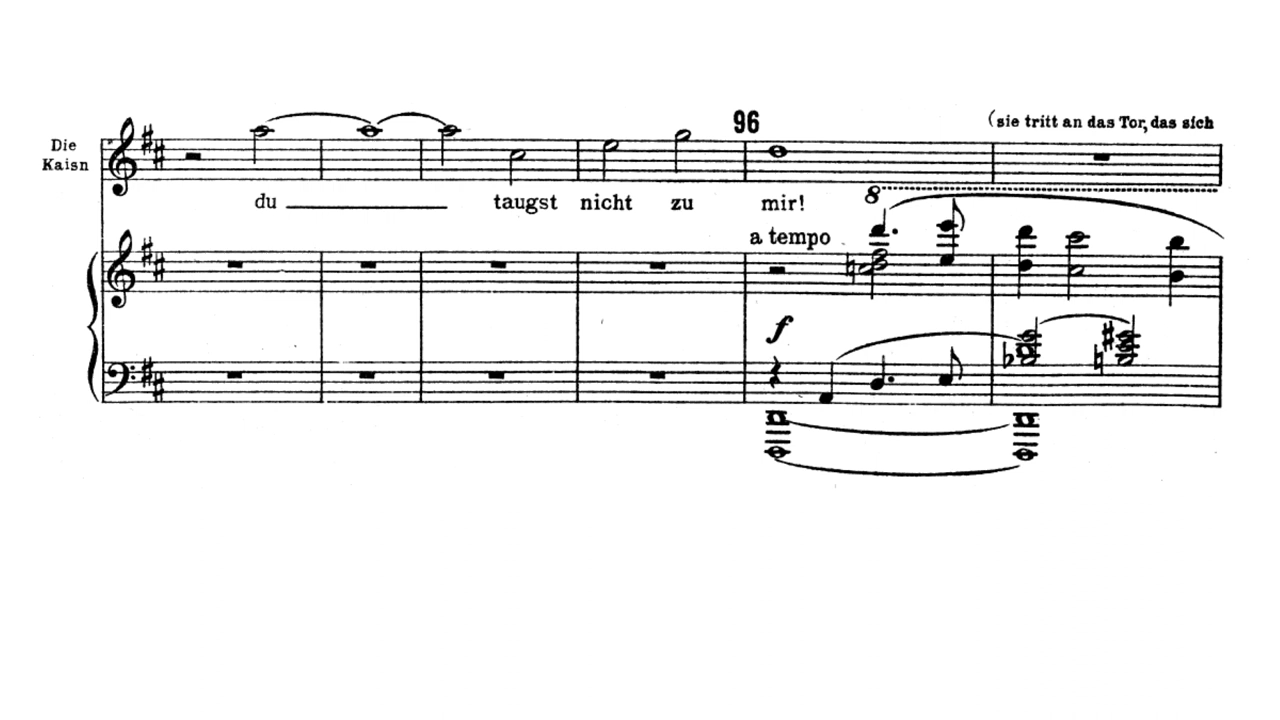 96
(sie tritt an das Tor, das sich
Die
Kaisn
du taugst nicht zu mir!
8
a tempo
f